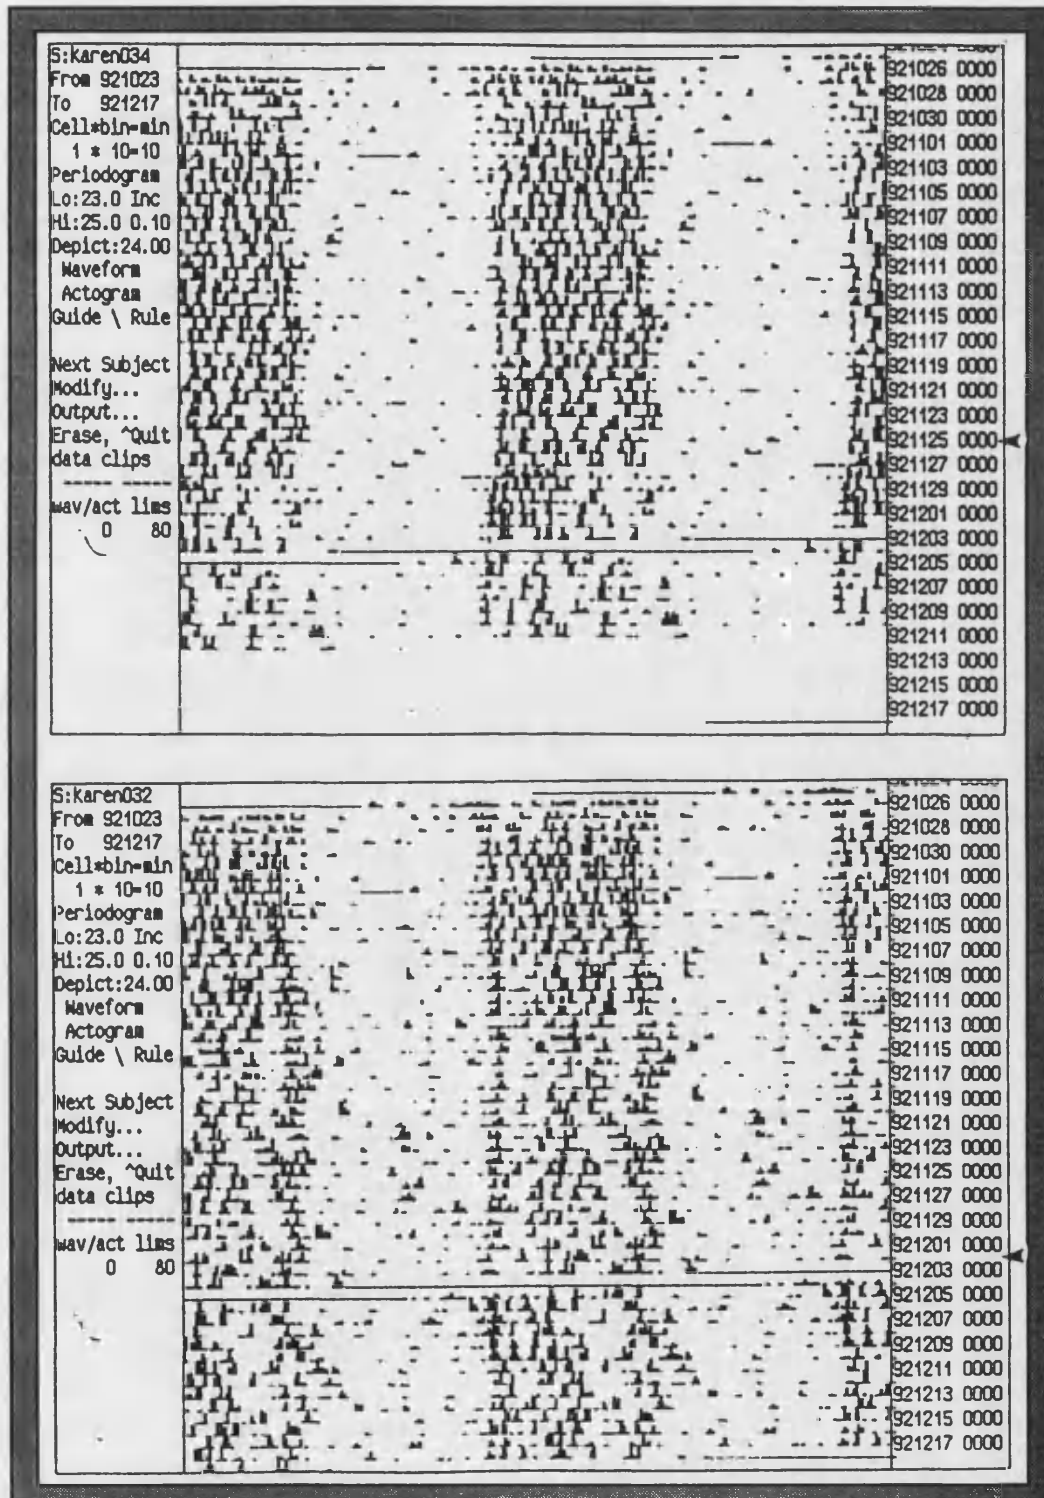 S:karen034
From 921023
To 921217
Cell*bin=min
1 * 10=10
Periodogram
Lo:23.0 Inc
Hi:25.0 0.10
Depict:24.00
Waveform
Actogram
Guide \ Rule
Next Subject
Modify...
Output...
Erase, ^Quit
data clips
----- -----
wav/act lims
0 80
921024 0000
921026 0000
921028 0000
921030 0000
921101 0000
921103 0000
921105 0000
921107 0000
921109 0000
921111 0000
921113 0000
921115 0000
921117 0000
921119 0000
921121 0000
921123 0000
921125 0000
921127 0000
921129 0000
921201 0000
921203 0000
921205 0000
921207 0000
921209 0000
921211 0000
921213 0000
921215 0000
921217 0000
S:karen032
From 921023
To 921217
Cell*bin=min
1 * 10=10
Periodogram
Lo:23.0 Inc
Hi:25.0 0.10
Depict:24.00
Waveform
Actogram
Guide \ Rule
Next Subject
Modify...
Output...
Erase, ^Quit
data clips
----- -----
wav/act lims
0 80
921024 0000
921026 0000
921028 0000
921030 0000
921101 0000
921103 0000
921105 0000
921107 0000
921109 0000
921111 0000
921113 0000
921115 0000
921117 0000
921119 0000
921121 0000
921123 0000
921125 0000
921127 0000
921129 0000
921201 0000
921203 0000
921205 0000
921207 0000
921209 0000
921211 0000
921213 0000
921215 0000
921217 0000